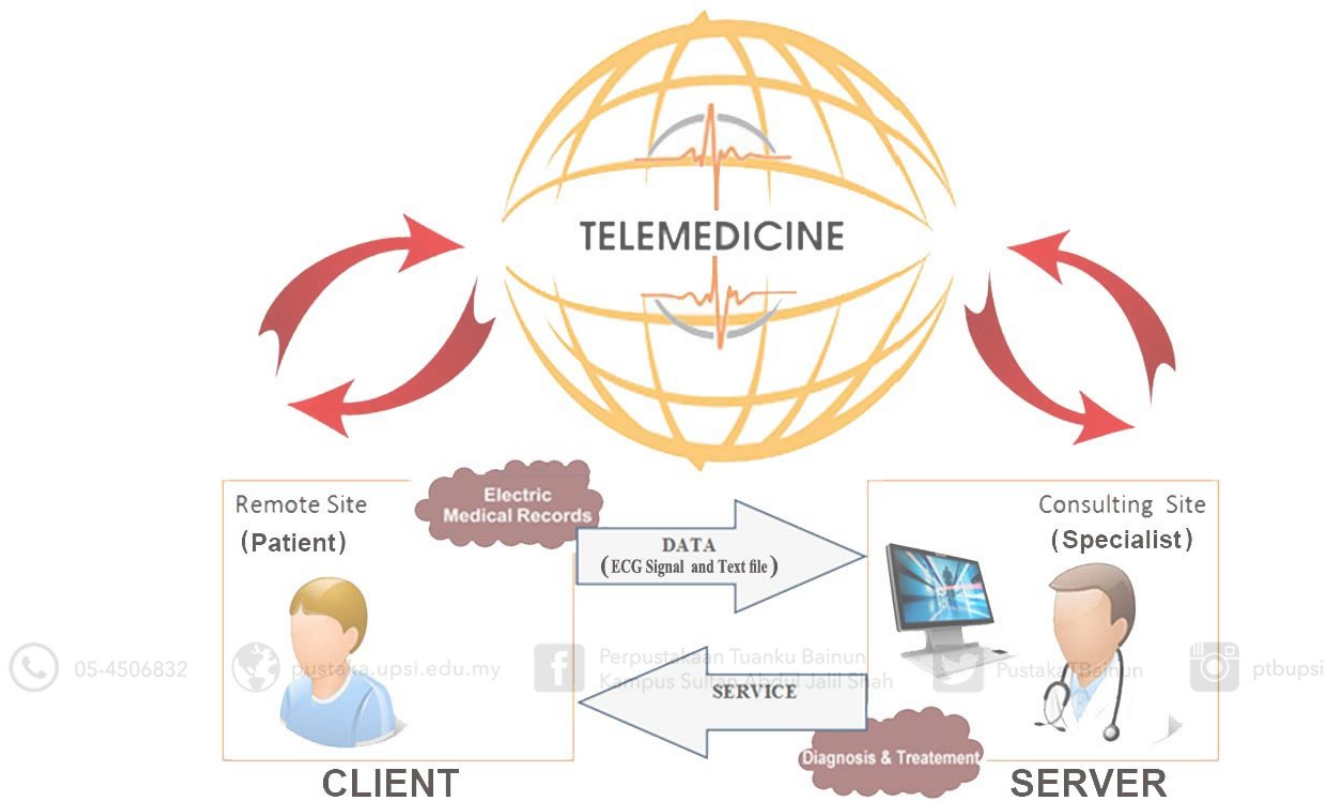 TELEMEDICINE
Remote Site
(Patient)
Electric
Medical Records
DATA
(ECG Signal and Text file)
Consulting Site
(Specialist)
05-4506832
pustaka.upsi.edu.my
Perpustakaan Tuanku Bainun
Kampus Sultan Abdul Jalil Shah
PustakaTBainun
ptbupsi
SERVICE
Diagnosis & Treatement
CLIENT
SERVER